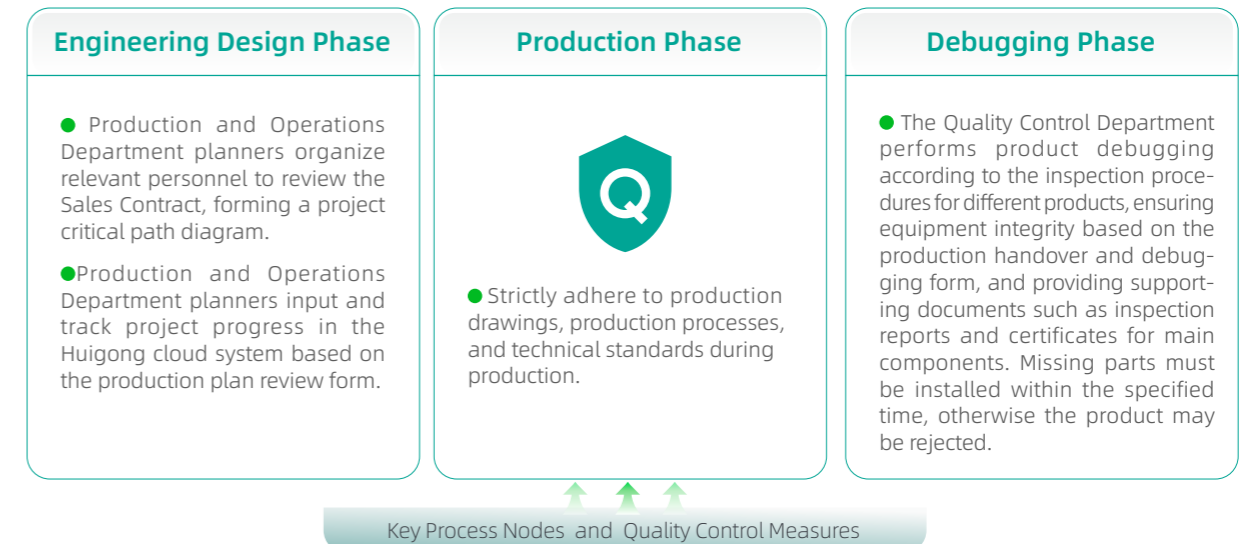 Engineering Design Phase
● Production and Operations
Department planners organize
relevant personnel to review the
Sales Contract, forming a project
critical path diagram.
●Production and Operations
Department planners input and
track project progress in the
Huigong cloud system based on
the production plan review form.
Production Phase
Q
● Strictly adhere to production
drawings, production processes,
and technical standards during
production.
Debugging Phase
● The Quality Control Department
performs product debugging
according to the inspection proce-
dures for different products, ensuring
equipment integrity based on the
production handover and debug-
ging form, and providing support-
ing documents such as inspection
reports and certificates for main
components. Missing parts must
be installed within the specified
time, otherwise the product may
be rejected.
Key Process Nodes and Quality Control Measures